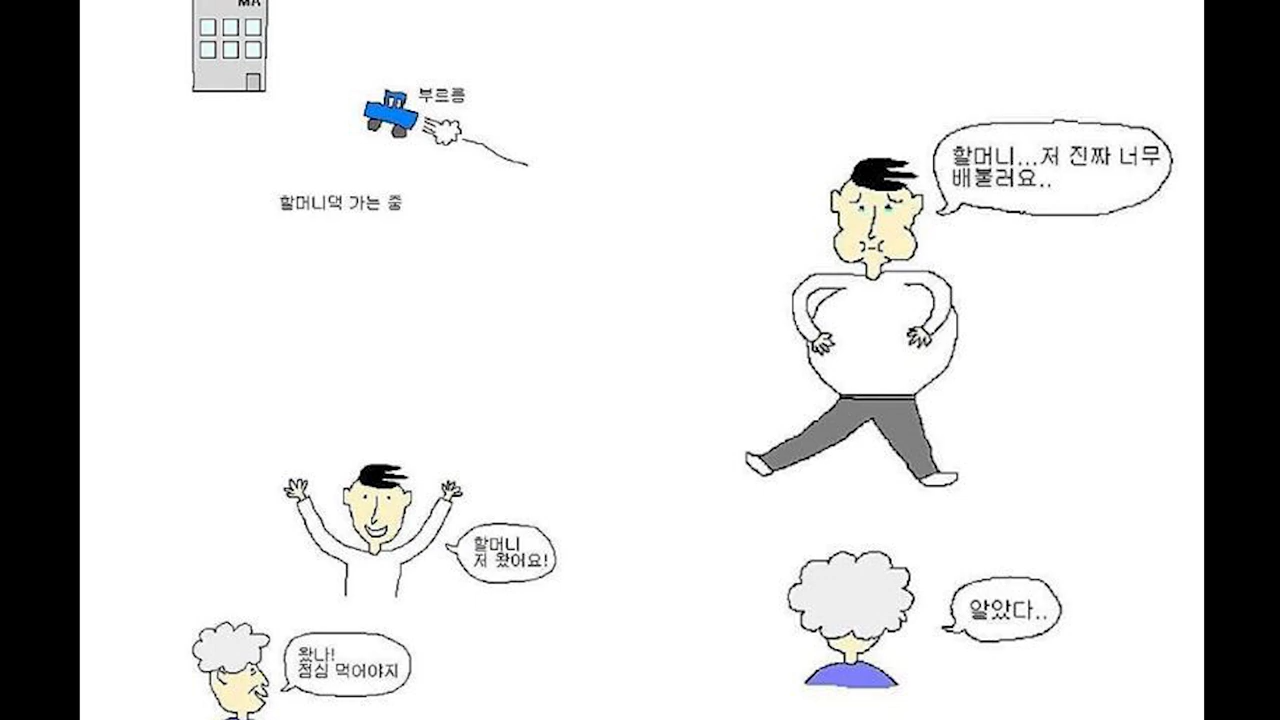 MA
부르릉
할머니댁 가는 중
할머니
저 왔어요!
왔나!
점심 먹어야지
할머니...저 진짜 너무
배불러요..
알았다..